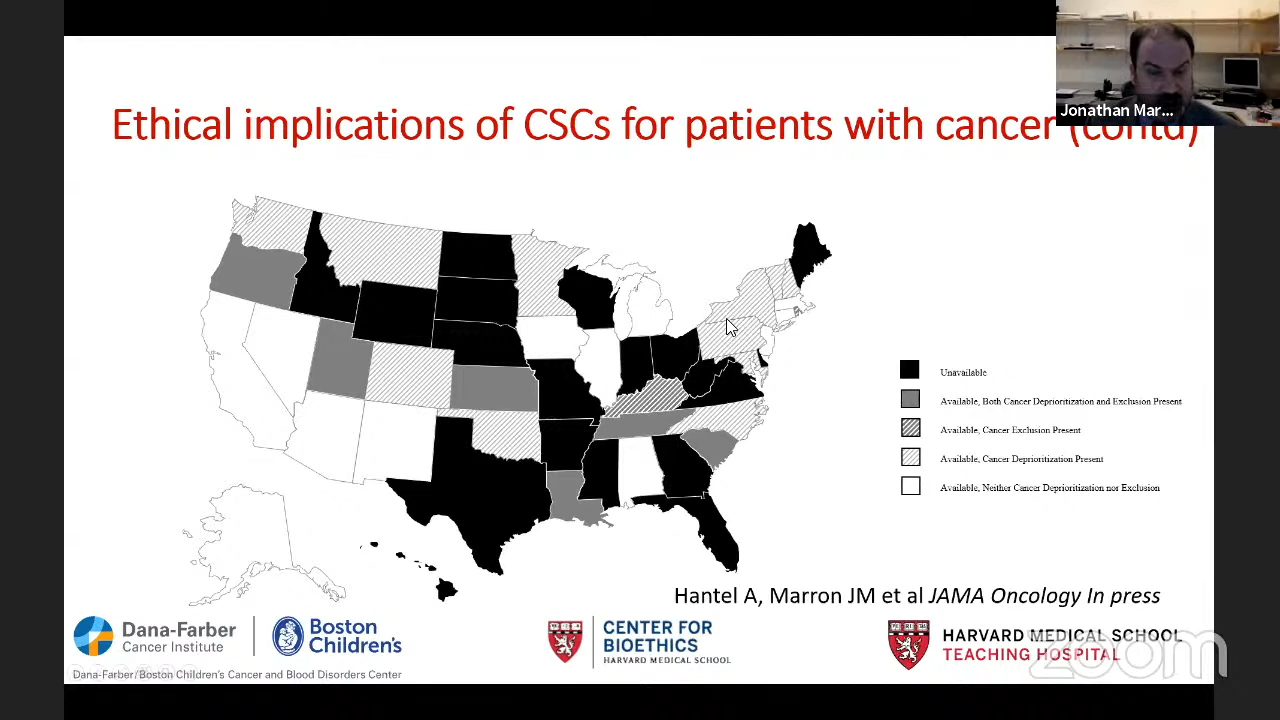 Ethical implications of CSCs for patients with cancer (contd)
Jonathan Mar...
Unavailable
Available, Both Cancer Deprioritization and Exclusion Present
Available, Cancer Exclusion Present
Available, Cancer Deprioritization Present
Available, Neither Cancer Deprioritization nor Exclusion
Hantel A, Marron JM et al JAMA Oncology In press
Dana-Farber
Cancer Institute
Boston
Children's
Dana-Farber/Boston Children's Cancer and Blood Disorders Center
CENTER FOR
BIOETHICS
HARVARD MEDICAL SCHOOL
HARVARD MEDICAL SCHOOL
TEACHING HOSPITAL
zoom